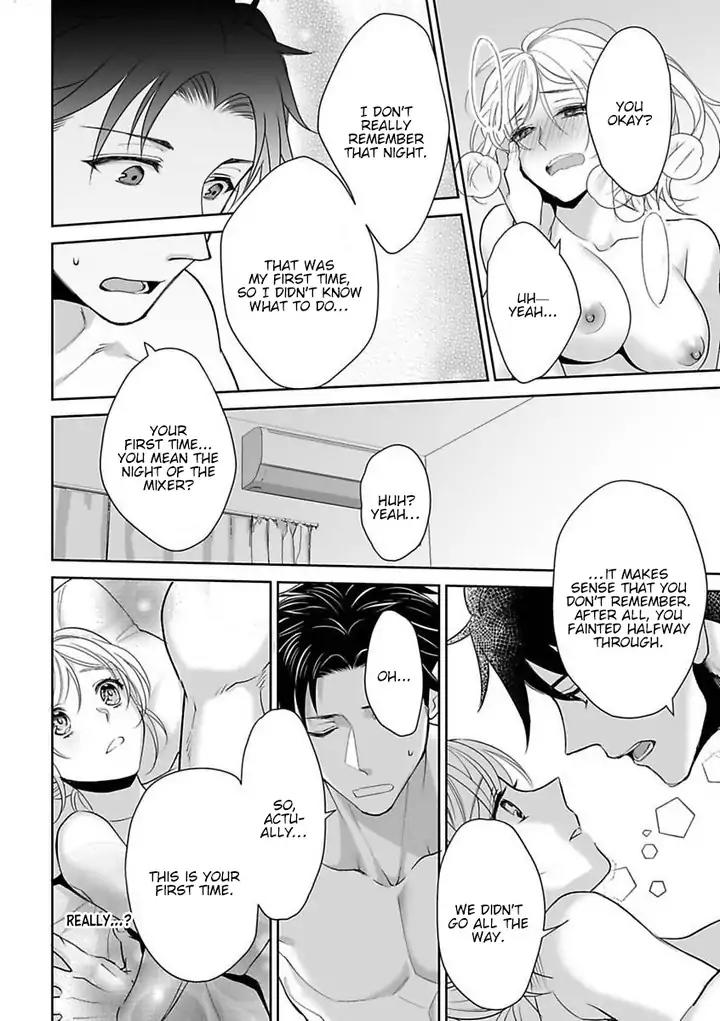 YOU
OKAY?
UH—
YEAH...
I DON'T
REALLY
REMEMBER
THAT NIGHT.
THAT WAS
MY FIRST TIME,
SO I DIDN'T KNOW
WHAT TO DO...
HUH?
YEAH...
YOUR
FIRST TIME...
YOU MEAN THE
NIGHT OF THE
MIXER?
...IT MAKES
SENSE THAT YOU
DON'T REMEMBER.
AFTER ALL, YOU
FAINTED HALFWAY
THROUGH.
WE DIDN'T
GO ALL THE
WAY.
OH...
SO,
ACTU-
ALLY...
THIS IS YOUR
FIRST TIME.
REALLY...?